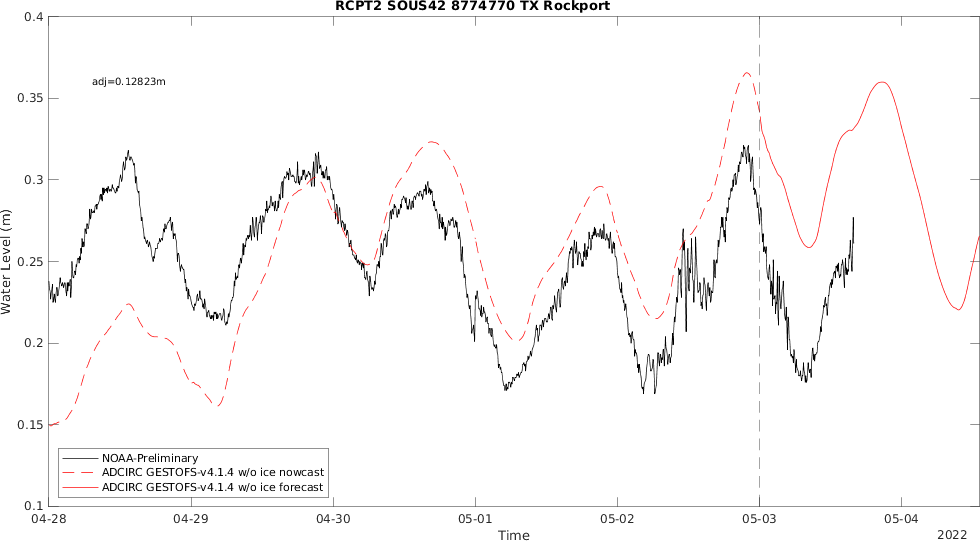 RCPT2 SOUS42 8774770 TX Rockport
0.4
adj=0.12823m
0.35
0.3
0.25
0.2
0.15
0.1
Water Level (m)
NOAA-Preliminary
ADCIRC GESTOFS-v4.1.4 w/o ice nowcast
ADCIRC GESTOFS-v4.1.4 w/o ice forecast
04-28 04-29 04-30 05-01 05-02 05-03 05-04
Time
2022